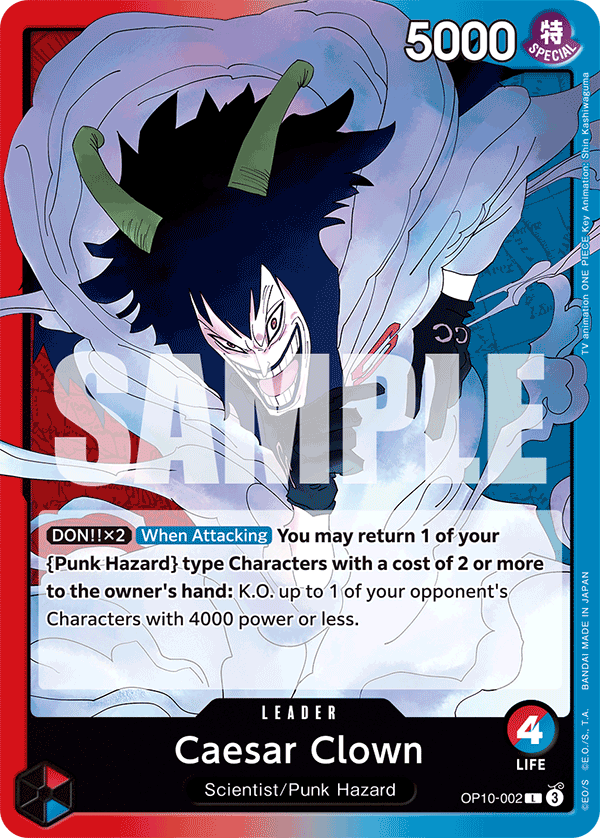 5000
特
SPECIAL
TV animation ONE PIECE Key Animation: Shin Kashiwaguma
SAMPLE
DON!!×2 When Attacking You may return 1 of your
{Punk Hazard} type Characters with a cost of 2 or more
to the owner's hand: K.O. up to 1 of your opponent's
Characters with 4000 power or less.
LEADER
Caesar Clown
Scientist/Punk Hazard
4
LIFE
OP10-002 L 3
©EO/S ©E.O./S., T.A. BANDAI MADE IN JAPAN